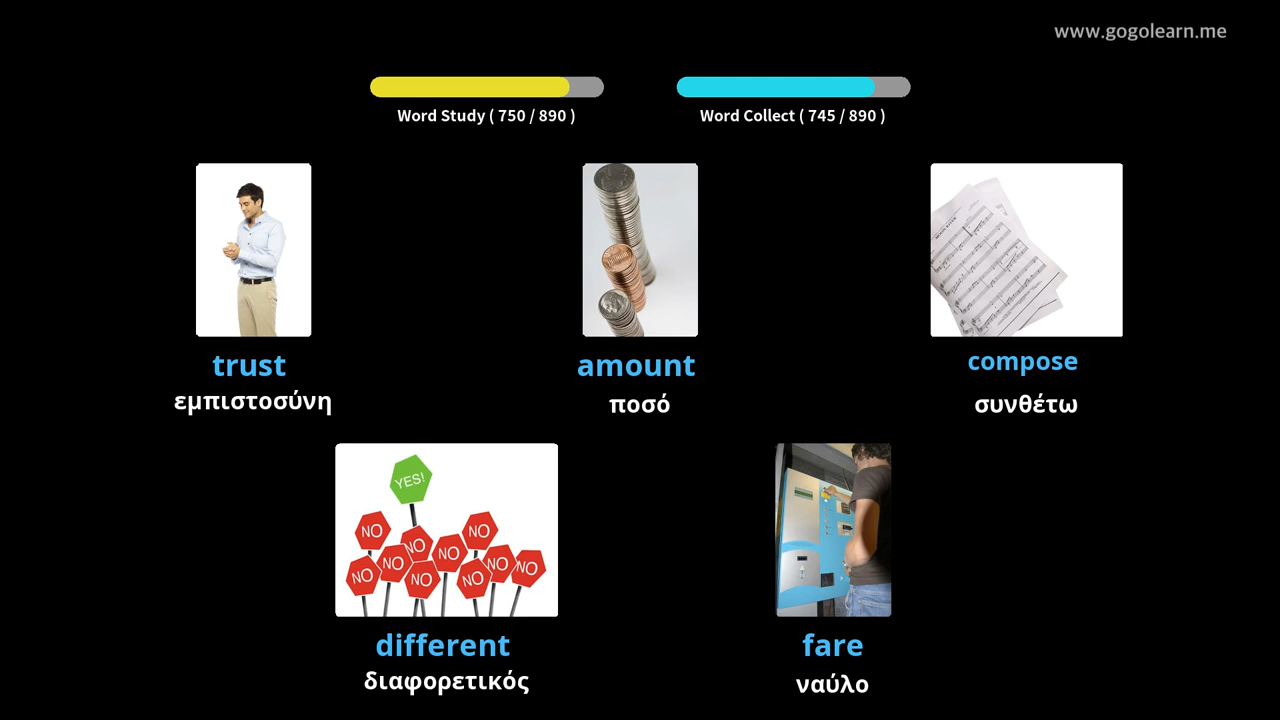 www.gogolearn.me
Word Study ( 750 / 890 )
Word Collect ( 745 / 890 )
trust
εμπιστοσύνη
amount
ποσό
compose
συνθέτω
YES!
NO
NO
NO
NO
NO
NO
NO
NO
NO
NO
different
διαφορετικός
fare
ναύλο